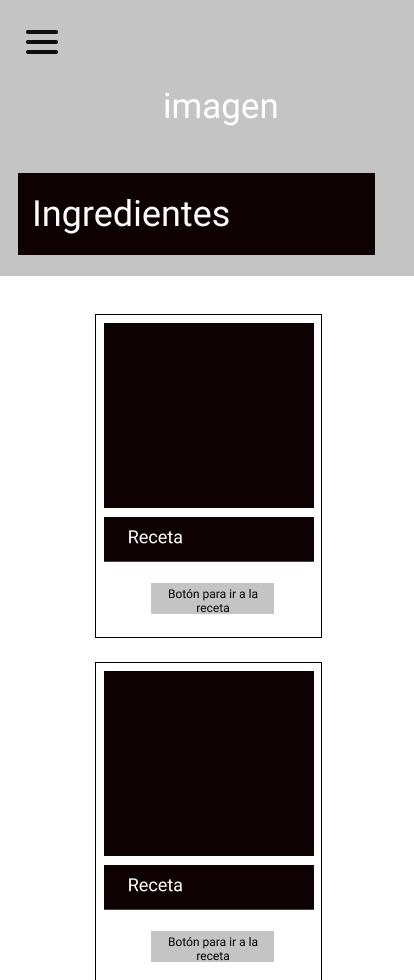 imagen
Ingredientes
Receta
Botón para ir a la
receta
Receta
Botón para ir a la
receta